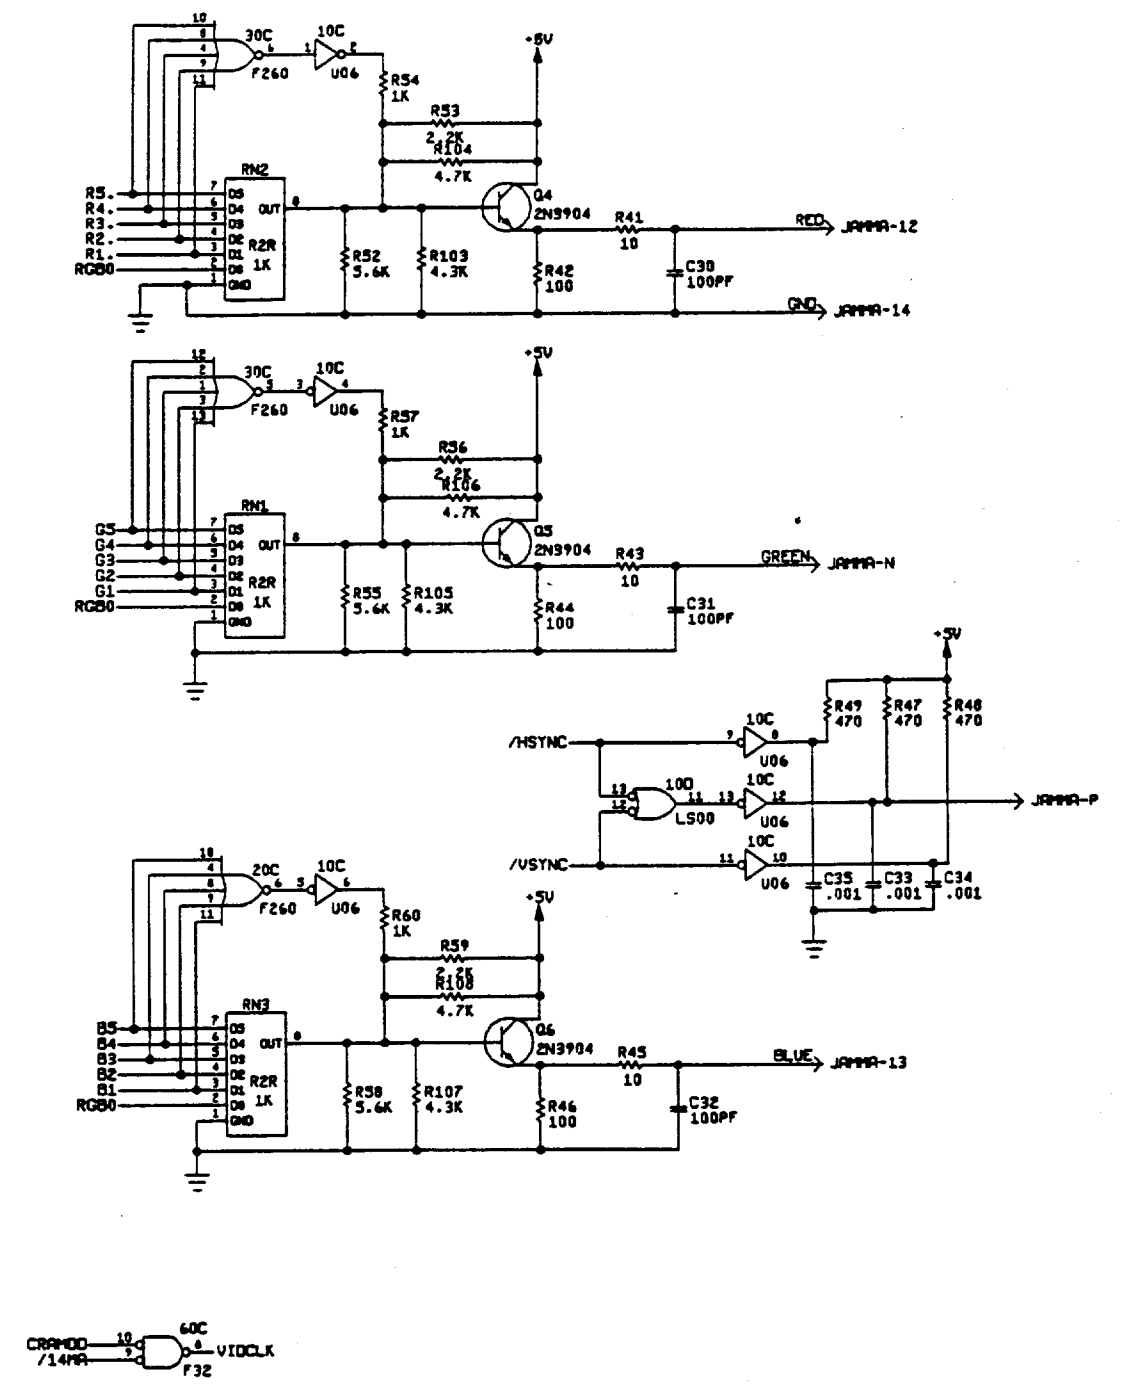 10
8
4
9
11
30C
6
F260
10C
1
2
U06
+5V
R54
1K
R53
2.2K
R104
4.7K
RN2
R5.
R4.
R3.
R2.
R1.
RGB0
7
6
5
4
3
2
1
D5
D4
D3
D2
D1
D0
GND
OUT
R2R
1K
8
Q4
2N3904
R41
10
RED
JAMMA-12
R52
5.6K
R103
4.3K
R42
100
C30
100PF
GND
JAMMA-14
12
2
1
3
13
30C
5
F260
10C
3
4
U06
+5V
R57
1K
R56
2.2K
R106
4.7K
RN1
G5
G4
G3
G2
G1
RGB0
7
6
5
4
3
2
1
D5
D4
D3
D2
D1
D0
GND
OUT
R2R
1K
8
Q5
2N3904
R43
10
GREEN
JAMMA-N
R55
5.6K
R105
4.3K
R44
100
C31
100PF
+5V
R49
470
R47
470
R48
470
/HSYNC
9
10C
8
U06
13
12
10D
11
LS00
13
10C
12
U06
JAMMA-P
/VSYNC
11
10C
10
U06
C35
.001
C33
.001
C34
.001
10
4
8
9
11
20C
6
F260
10C
5
6
U06
+5V
R60
1K
R59
2.2K
R108
4.7K
RN3
B5
B4
B3
B2
B1
RGB0
7
6
5
4
3
2
1
D5
D4
D3
D2
D1
D0
GND
OUT
R2R
1K
8
Q6
2N3904
R45
10
BLUE
JAMMA-13
R58
5.6K
R107
4.3K
R46
100
C32
100PF
CRAMDD
/14MA
10
9
60C
8
VIDCLK
F32